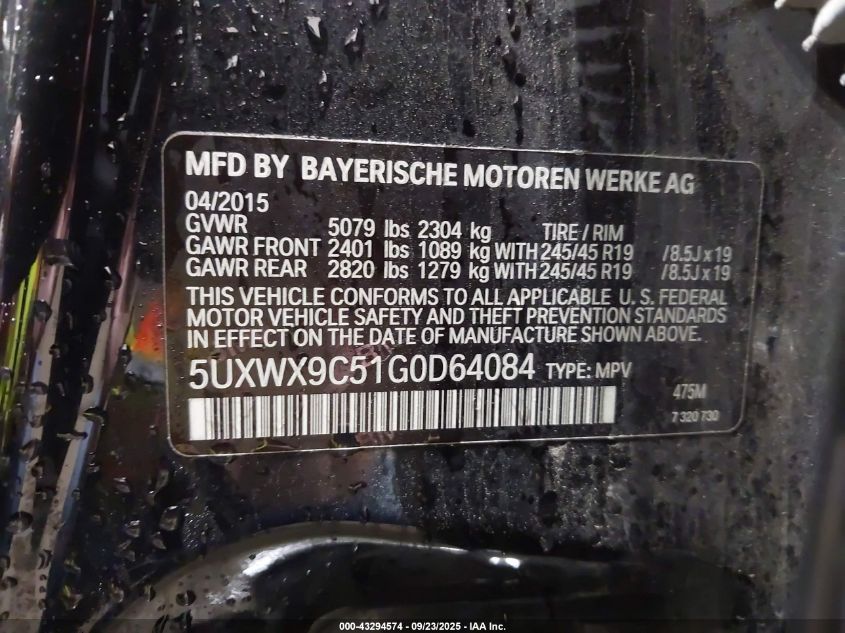 MFD BY BAYERISCHE MOTOREN WERKE AG
04/2015
GVWR 5079 lbs 2304 kg TIRE / RIM
GAWR FRONT 2401 lbs 1089 kg WITH 245/45 R19 / 8.5J x 19
GAWR REAR 2820 lbs 1279 kg WITH 245/45 R19 / 8.5J x 19
THIS VEHICLE CONFORMS TO ALL APPLICABLE U. S. FEDERAL
MOTOR VEHICLE SAFETY AND THEFT PREVENTION STANDARDS
IN EFFECT ON THE DATE OF MANUFACTURE SHOWN ABOVE.
5UXWX9C51G0D64084 TYPE: MPV
475M
7 320 730
000-43294574 - 09/23/2025 - IAA Inc.